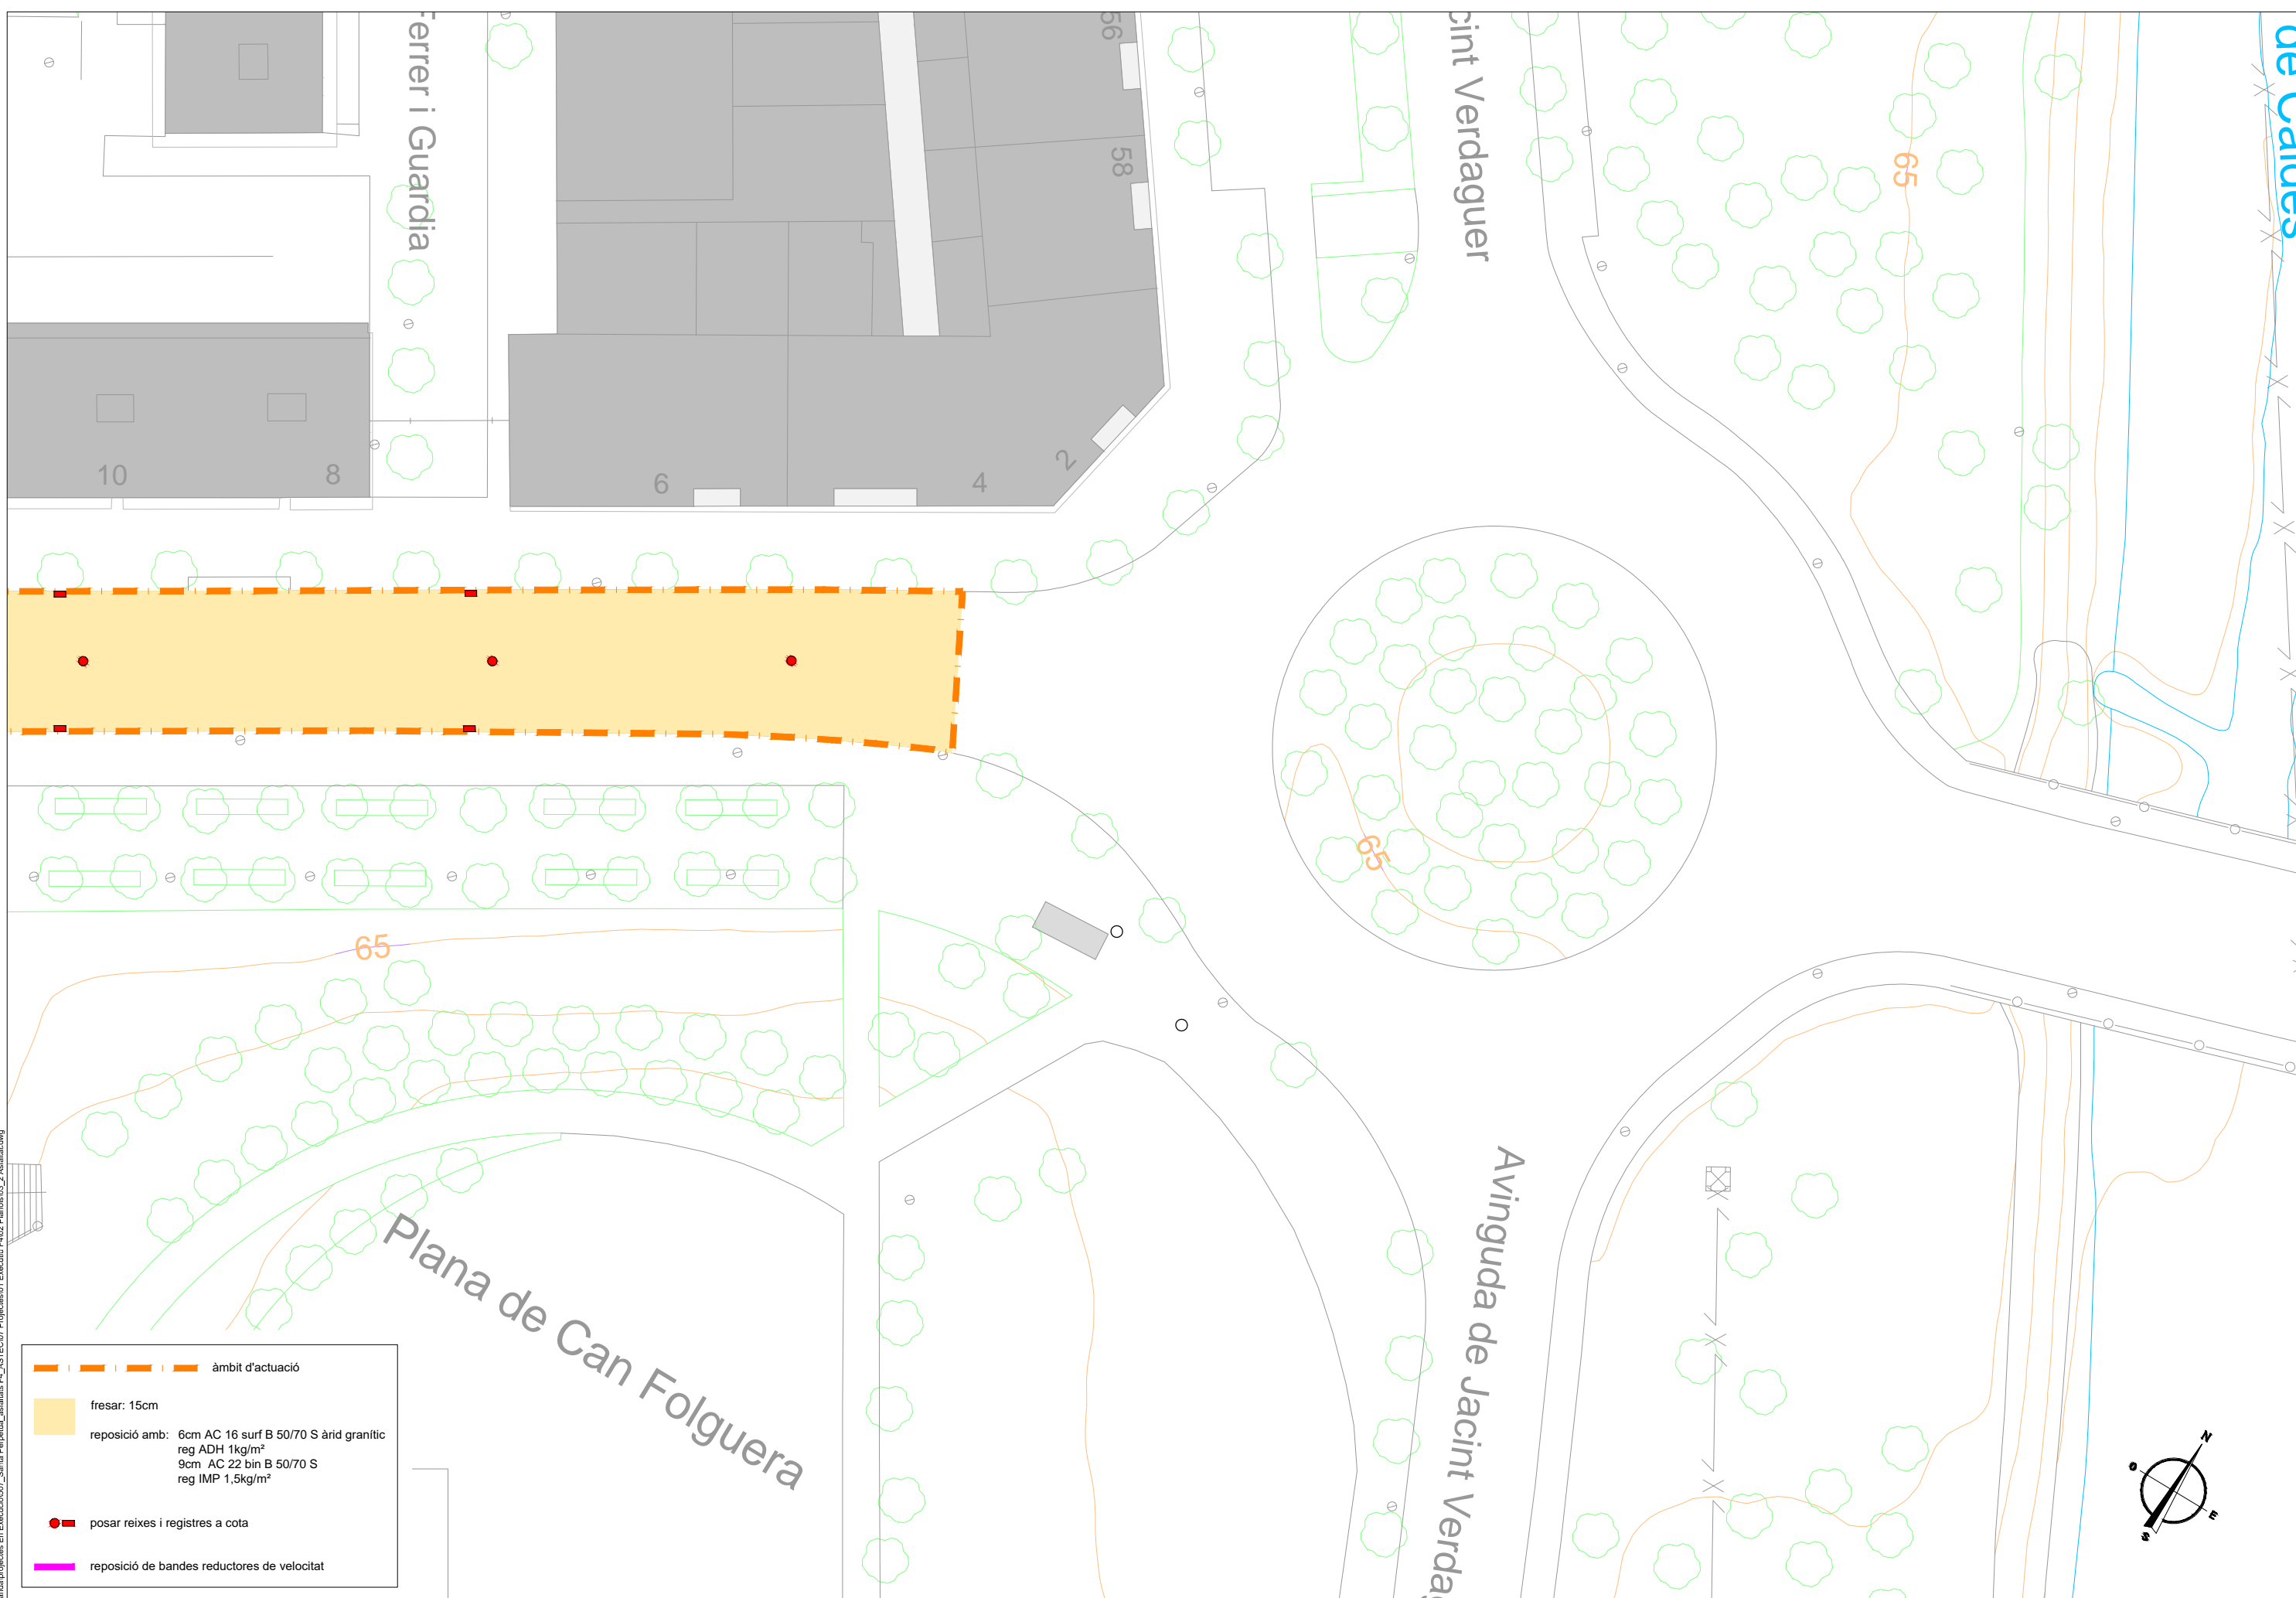 Ferrer i Guardia
56
58
cint Verdaguer
65
de Caldes
10
8
6
4
2
65
65
Plana de Can Folguera
Avinguda de Jacint Verdag
àmbit d'actuació
fresar: 15cm
reposició amb: 6cm AC 16 surf B 50/70 S àrid granític
reg ADH 1kg/m²
9cm AC 22 bin B 50/70 S
reg IMP 1,5kg/m²
posar reixes i registres a cota
reposició de bandes reductores de velocitat
N
O
E
S